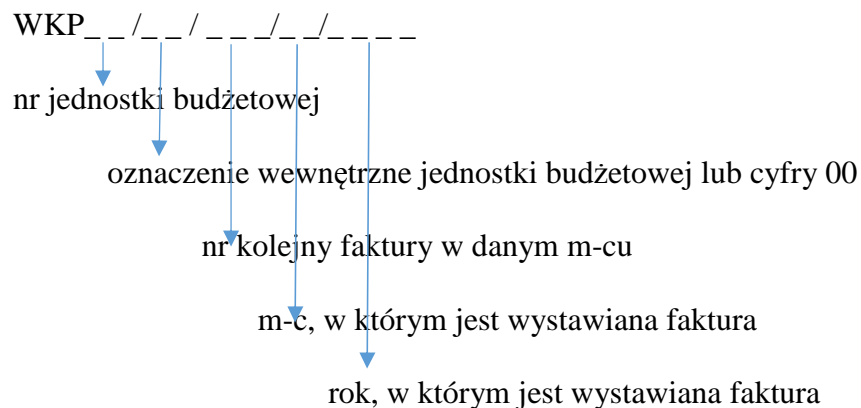 WKP_ _ /_ _ / _ _ _/_ _/_ _ _ _
nr jednostki budżetowej
oznaczenie wewnętrzne jednostki budżetowej lub cyfry 00
nr kolejny faktury w danym m-cu
m-c, w którym jest wystawiana faktura
rok, w którym jest wystawiana faktura